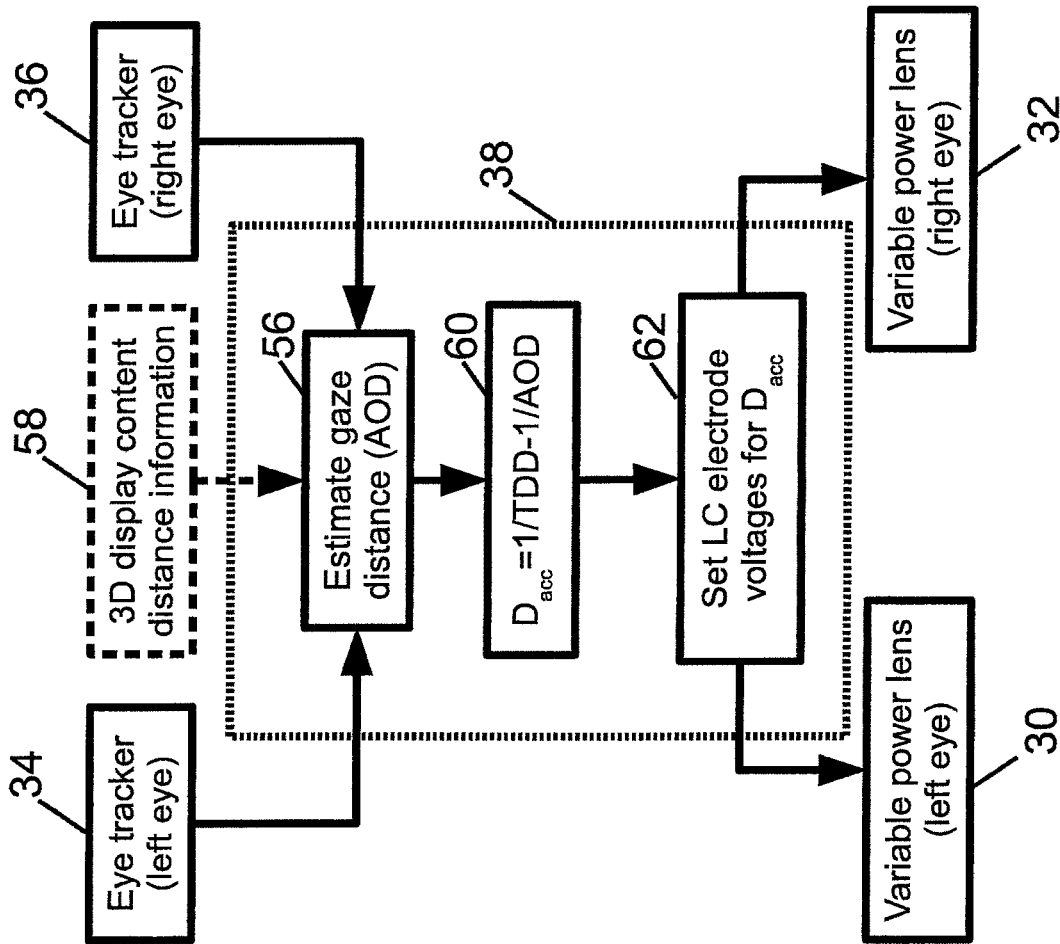 34
Eye tracker
(left eye)
58
3D display content
distance information
36
Eye tracker
(right eye)
38
56
Estimate gaze
distance (AOD)
60
D_acc=1/TDD-1/AOD
62
Set LC electrode
voltages for D_acc
Variable power lens
(left eye)
30
Variable power lens
(right eye)
32